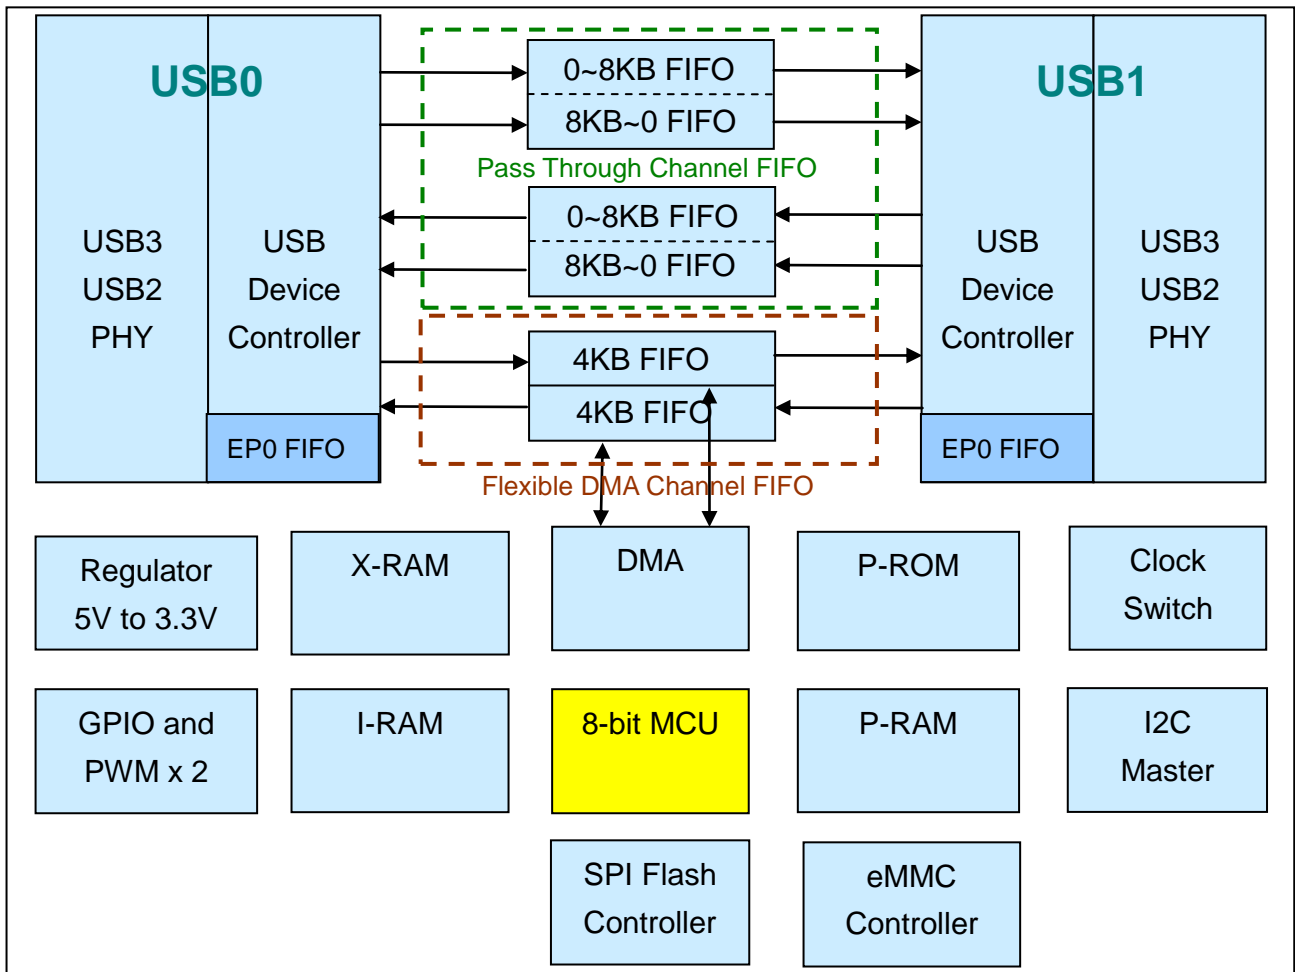 USB0
USB1
0~8KB FIFO
8KB~0 FIFO
Pass Through Channel FIFO
0~8KB FIFO
8KB~0 FIFO
USB3
USB2
PHY
USB
Device
Controller
USB
Device
Controller
USB3
USB2
PHY
4KB FIFO
4KB FIFO
EP0 FIFO
EP0 FIFO
Flexible DMA Channel FIFO
Regulator
5V to 3.3V
X-RAM
DMA
P-ROM
Clock
Switch
GPIO and
PWM x 2
I-RAM
8-bit MCU
P-RAM
I2C
Master
SPI Flash
Controller
eMMC
Controller